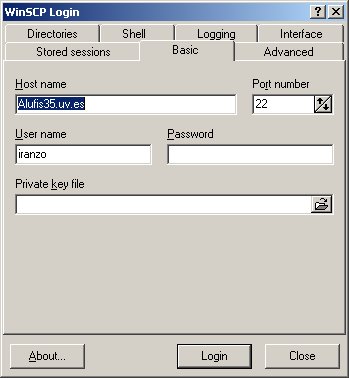 WinSCP Login
Directories Shell Logging Interface
Stored sessions Basic Advanced
Host name Port number
Alufis35.uv.es 22
User name Password
iranzo
Private key file
About... Login Close